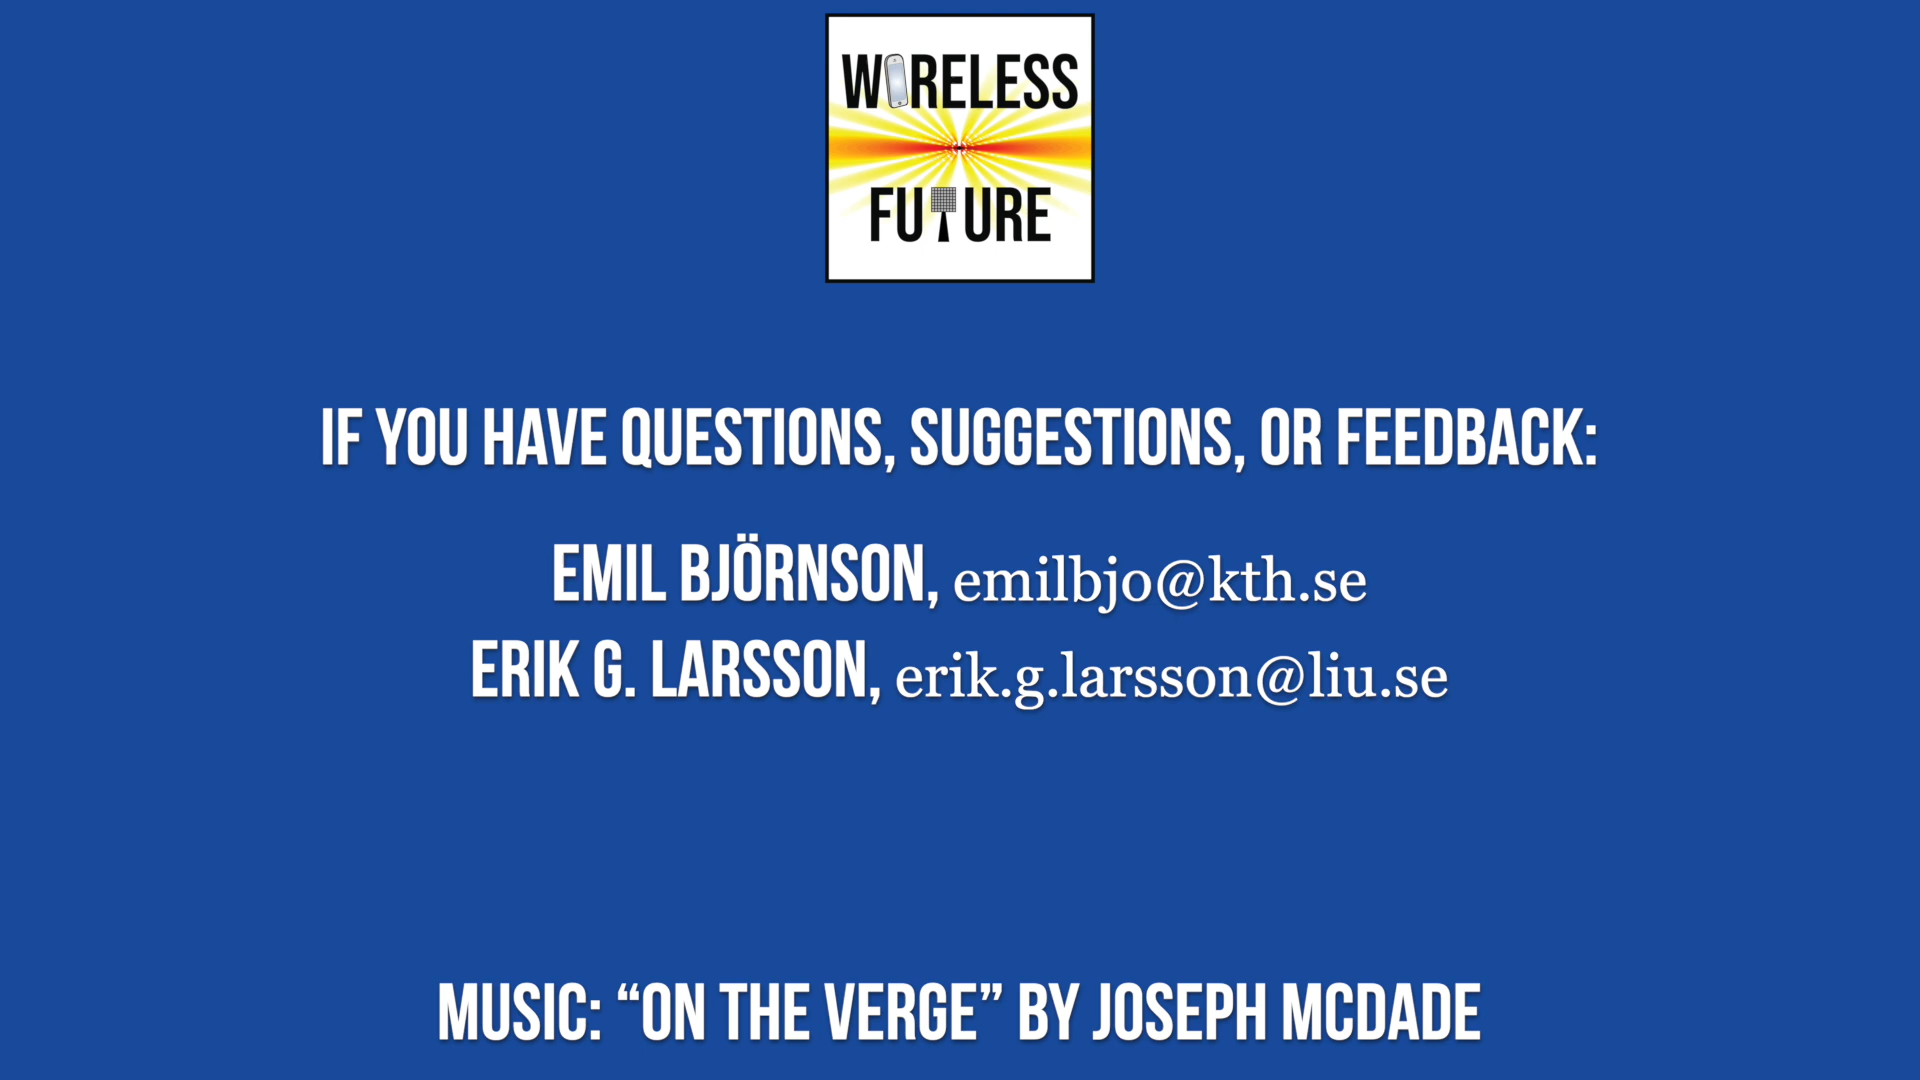 WIRELESS
FUTURE
IF YOU HAVE QUESTIONS, SUGGESTIONS, OR FEEDBACK:
EMIL BJÖRNSON, emilbjo@kth.se
ERIK G. LARSSON, erik.g.larsson@liu.se
MUSIC: “ON THE VERGE” BY JOSEPH MCDADE